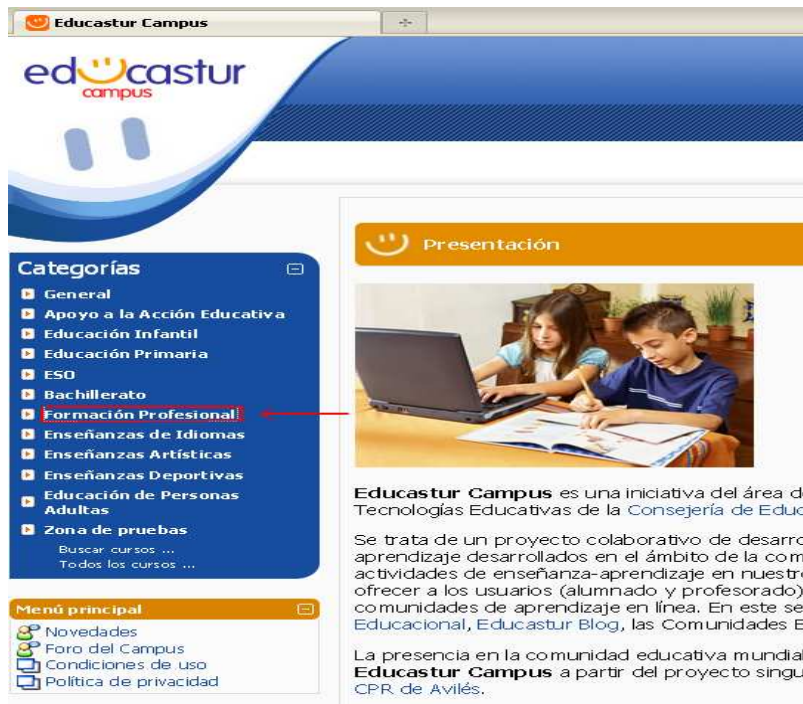 Educastur Campus
educastur
campus
Presentación
Categorías
General
Apoyo a la Acción Educativa
Educación Infantil
Educación Primaria
ESO
Bachillerato
Formación Profesional
Enseñanzas de Idiomas
Enseñanzas Artísticas
Enseñanzas Deportivas
Educación de Personas
Adultas
Zona de pruebas
Buscar cursos ...
Todos los cursos ...
Menú principal
Novedades
Foro del Campus
Condiciones de uso
Política de privacidad
Educastur Campus es una iniciativa del área d
Tecnologías Educativas de la Consejería de Educ
Se trata de un proyecto colaborativo de desarro
aprendizaje desarrollados en el ámbito de la com
actividades de enseñanza-aprendizaje en nuestr
ofrecer a los usuarios (alumnado y profesorado)
comunidades de aprendizaje en línea. En este se
Educacional, Educastur Blog, las Comunidades E
La presencia en la comunidad educativa mundial
Educastur Campus a partir del proyecto singu
CPR de Avilés.